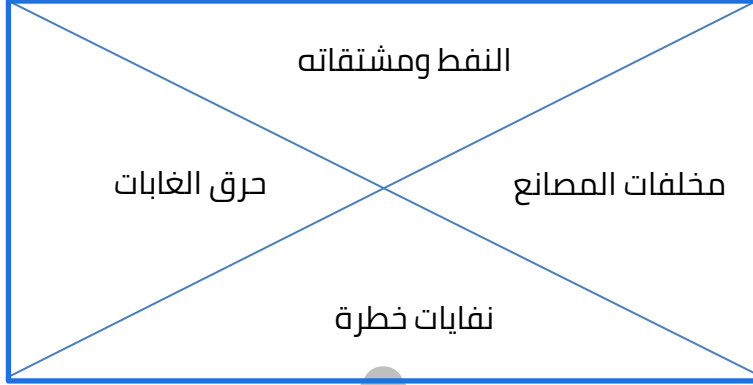 النفط ومشتقاته
مخلفات المصانع
حرق الغابات
نفايات خطرة